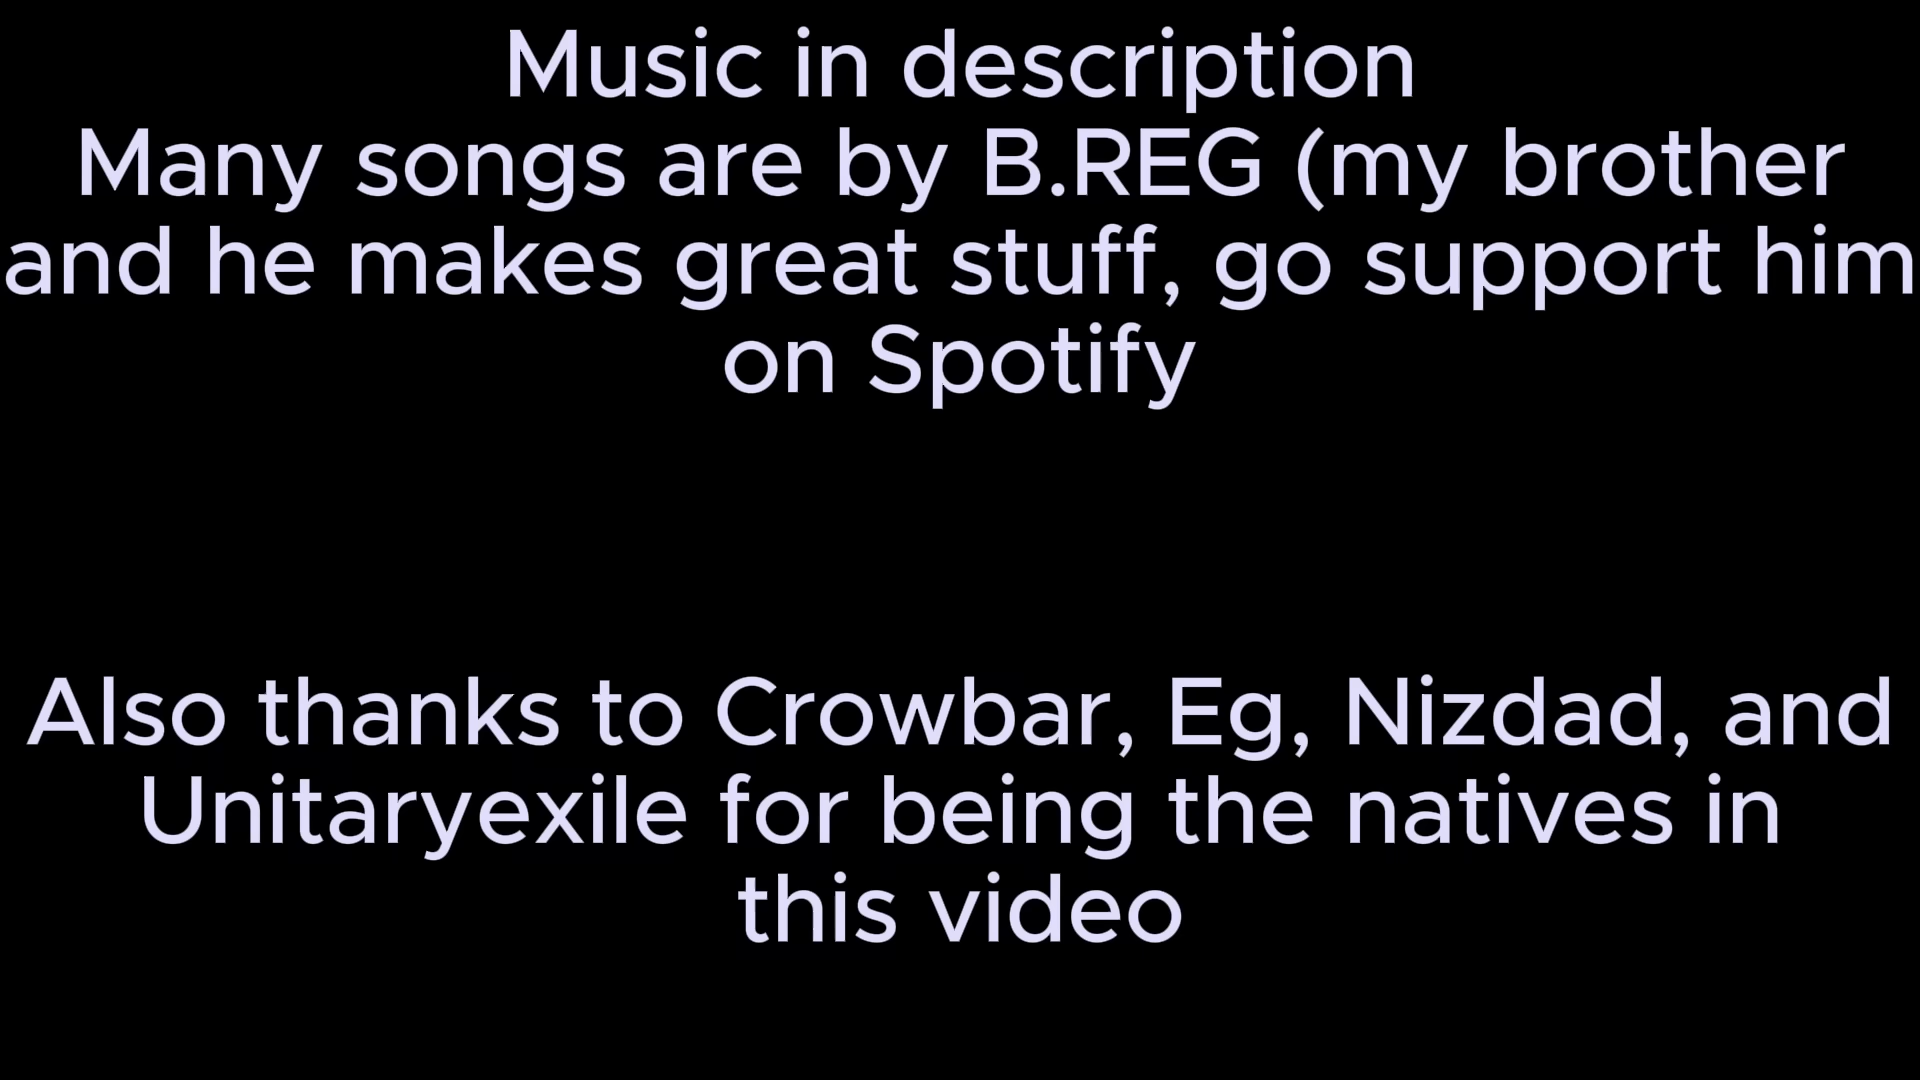 Music in description
Many songs are by B.REG (my brother
and he makes great stuff, go support him
on Spotify
Also thanks to Crowbar, Eg, Nizdad, and
Unitaryexile for being the natives in
this video